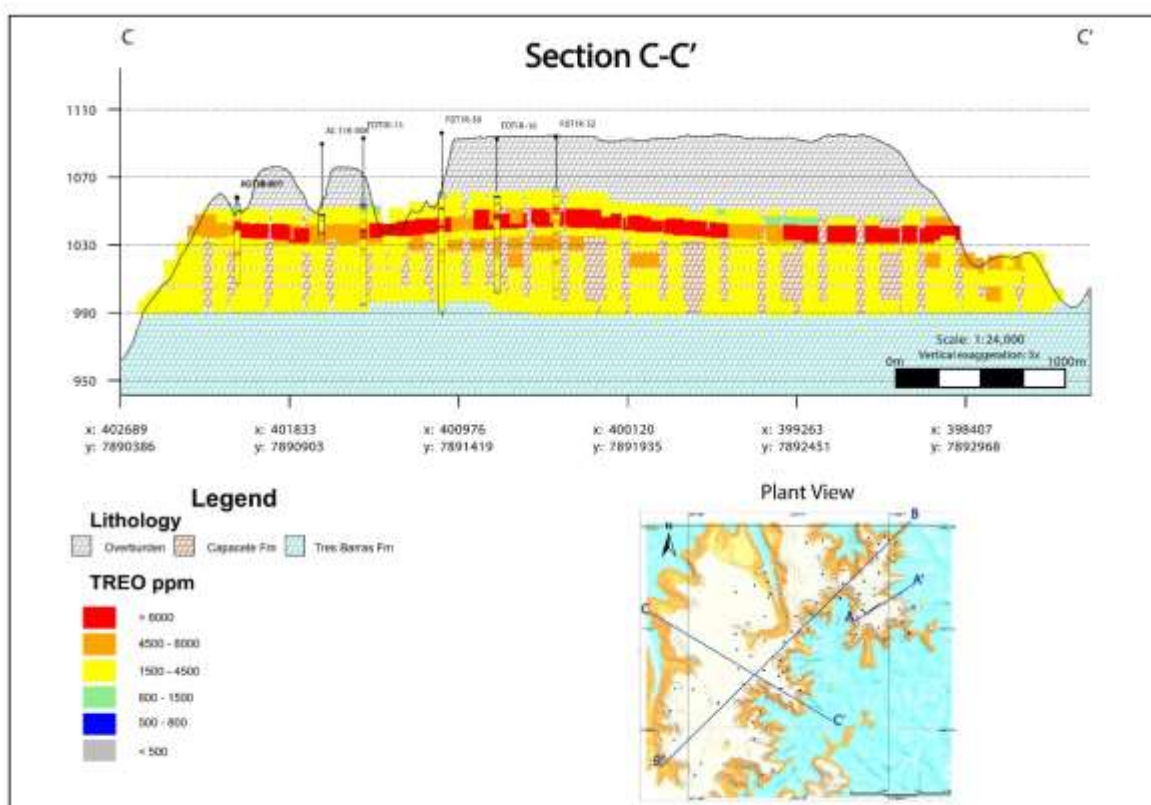 C C'
Section C-C'
1110
1070
1030
990
950
Scale: 1:24,000
Vertical exaggeration: 5x
0m 1000m
x: 402689 x: 401833 x: 400976 x: 400120 x: 399263 x: 398407
y: 7890386 y: 7890903 y: 7891419 y: 7891935 y: 7892451 y: 7892968
Legend
Lithology
Overburden Capacete Fm Tres Barras Fm
TREO ppm
> 6000
4500 - 6000
1500 - 4500
800 - 1500
500 - 800
< 500
Plant View
N
B
A'
C
A
C'
B'